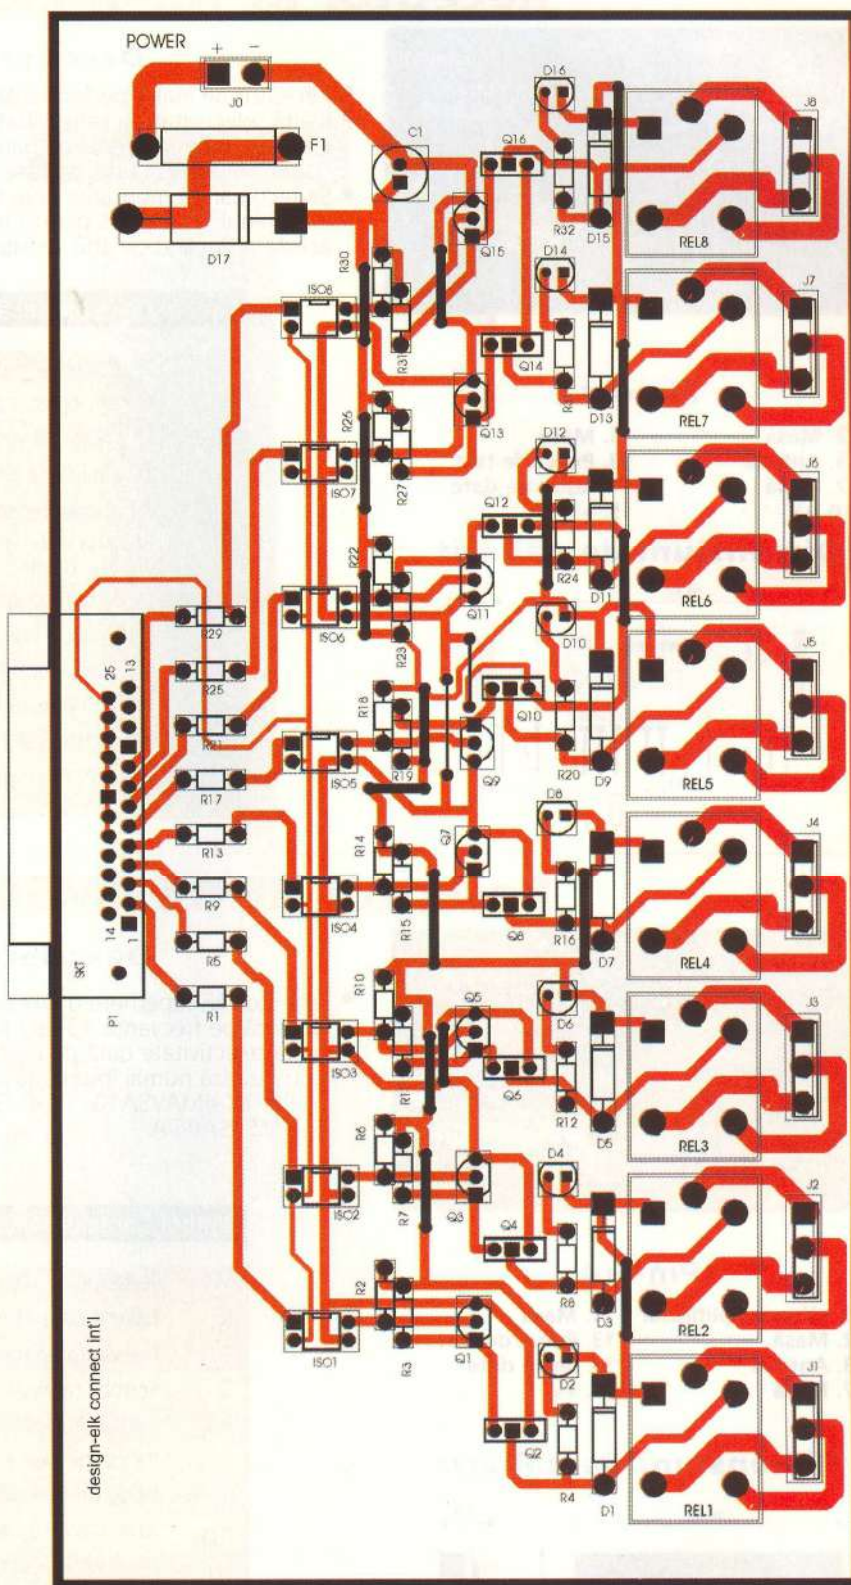 POWER
+ -
J0
F1
C1
D17
D16
Q16
R32
D15
REL8
J8
Q15
R30
ISO8
R31
D14
Q14
D13
REL7
J7
Q13
R26
ISO7
R27
D12
Q12
R24
D11
REL6
J6
Q11
R22
ISO6
R23
R29
R25
R21
R17
R13
R9
R5
R1
25
13
14
1
SKT
P1
D10
Q10
R20
D9
REL5
J5
Q9
R18
ISO5
R19
D8
Q8
R16
D7
REL4
J4
Q7
R14
ISO4
R15
D6
Q6
R12
D5
REL3
J3
Q5
R10
ISO3
R1
D4
Q4
R8
D3
REL2
J2
Q3
R6
ISO2
R7
D2
Q2
R4
D1
REL1
J1
Q1
R2
ISO1
R3
design-elk connect int'l